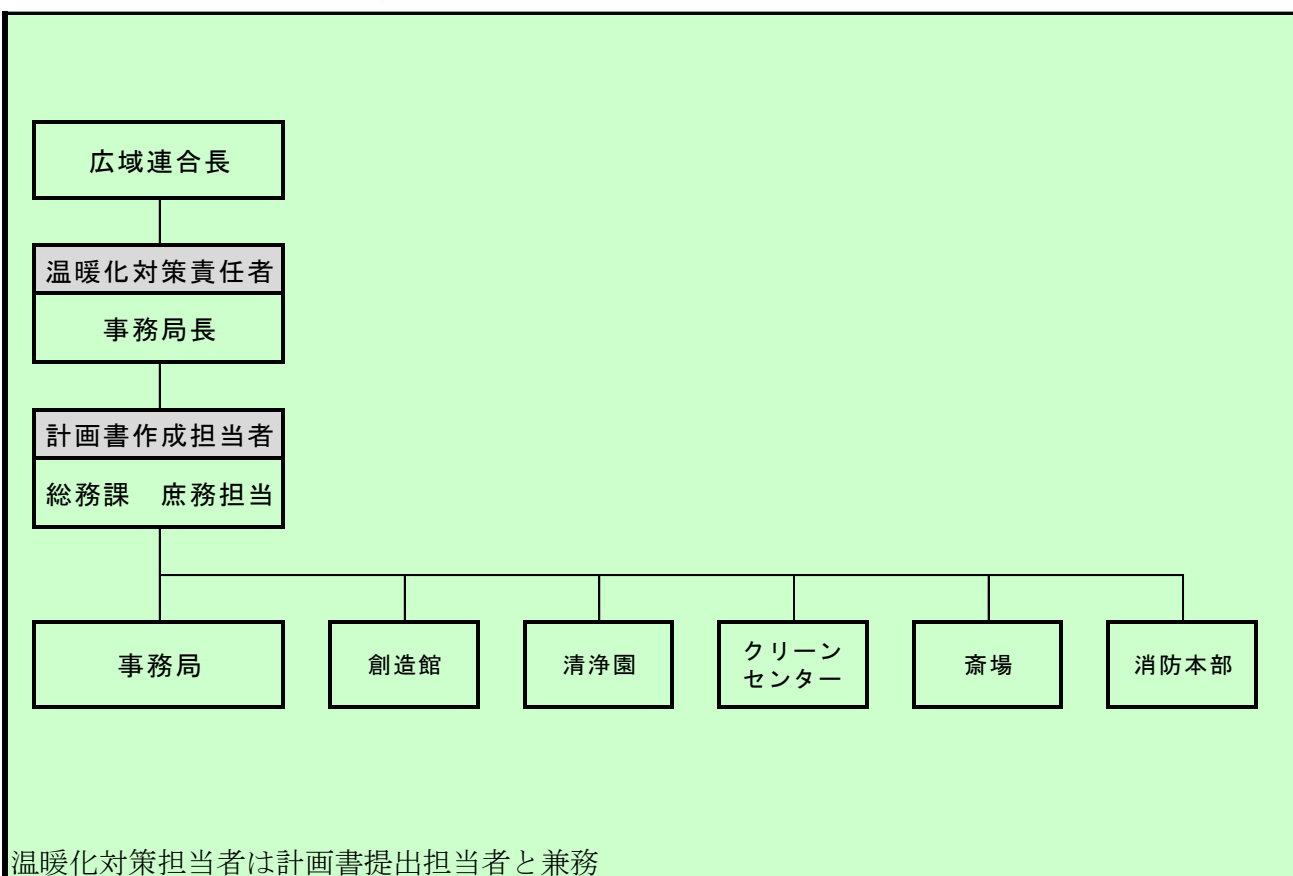 広域連合長
温暖化対策責任者
事務局長
計画書作成担当者
総務課　庶務担当
事務局
創造館
清浄園
クリーン
センター
斎場
消防本部
温暖化対策担当者は計画書提出担当者と兼務